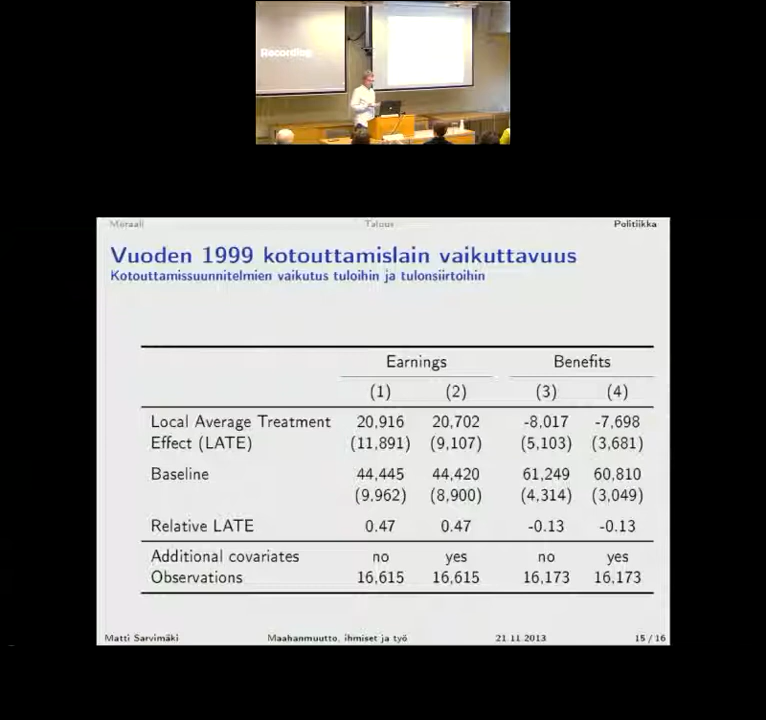 Recording
Moraali Talous Politiikka
Vuoden 1999 kotouttamislain vaikuttavuus
Kotouttamissuunnitelmien vaikutus tuloihin ja tulonsiirtoihin
Earnings Benefits
(1) (2) (3) (4)
Local Average Treatment 20,916 20,702 -8,017 -7,698
Effect (LATE) (11,891) (9,107) (5,103) (3,681)
Baseline 44,445 44,420 61,249 60,810
(9.962) (8,900) (4,314) (3,049)
Relative LATE 0.47 0.47 -0.13 -0.13
Additional covariates no yes no yes
Observations 16,615 16,615 16,173 16,173
Matti Sarvimäki Maahanmuutto, ihmiset ja työ 21.11.2013 15 / 16